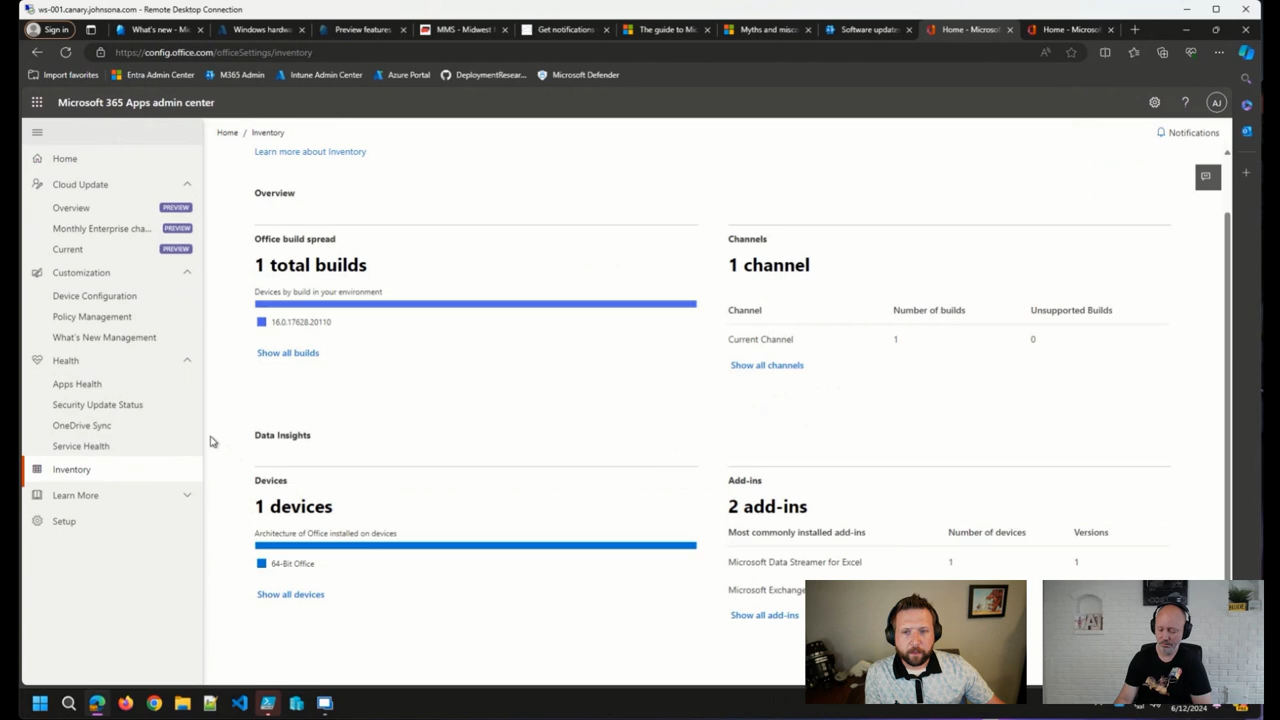 ws-001.canary.johnsona.com - Remote Desktop Connection
Sign in
What's new - Mi
Windows hardw
Preview features
MMS - Midwest
Get notifications
The guide to Mic
Myths and misco
Software update
Home - Microsof
Home - Microsof
https://config.office.com/officeSettings/inventory
Import favorites
Entra Admin Center
M365 Admin
Intune Admin Center
Azure Portal
DeploymentResear...
Microsoft Defender
Microsoft 365 Apps admin center
AJ
Home / Inventory
Notifications
Learn more about Inventory
Home
Cloud Update
Overview PREVIEW
Monthly Enterprise cha... PREVIEW
Current PREVIEW
Customization
Device Configuration
Policy Management
What's New Management
Health
Apps Health
Security Update Status
OneDrive Sync
Service Health
Inventory
Learn More
Setup
Overview
Office build spread
1 total builds
Devices by build in your environment
16.0.17628.20110
Show all builds
Channels
1 channel
Channel Number of builds Unsupported Builds
Current Channel 1 0
Show all channels
Data Insights
Devices
1 devices
Architecture of Office installed on devices
64-Bit Office
Show all devices
Add-ins
2 add-ins
Most commonly installed add-ins Number of devices Versions
Microsoft Data Streamer for Excel 1 1
Microsoft Exchange
Show all add-ins
6/12/2024